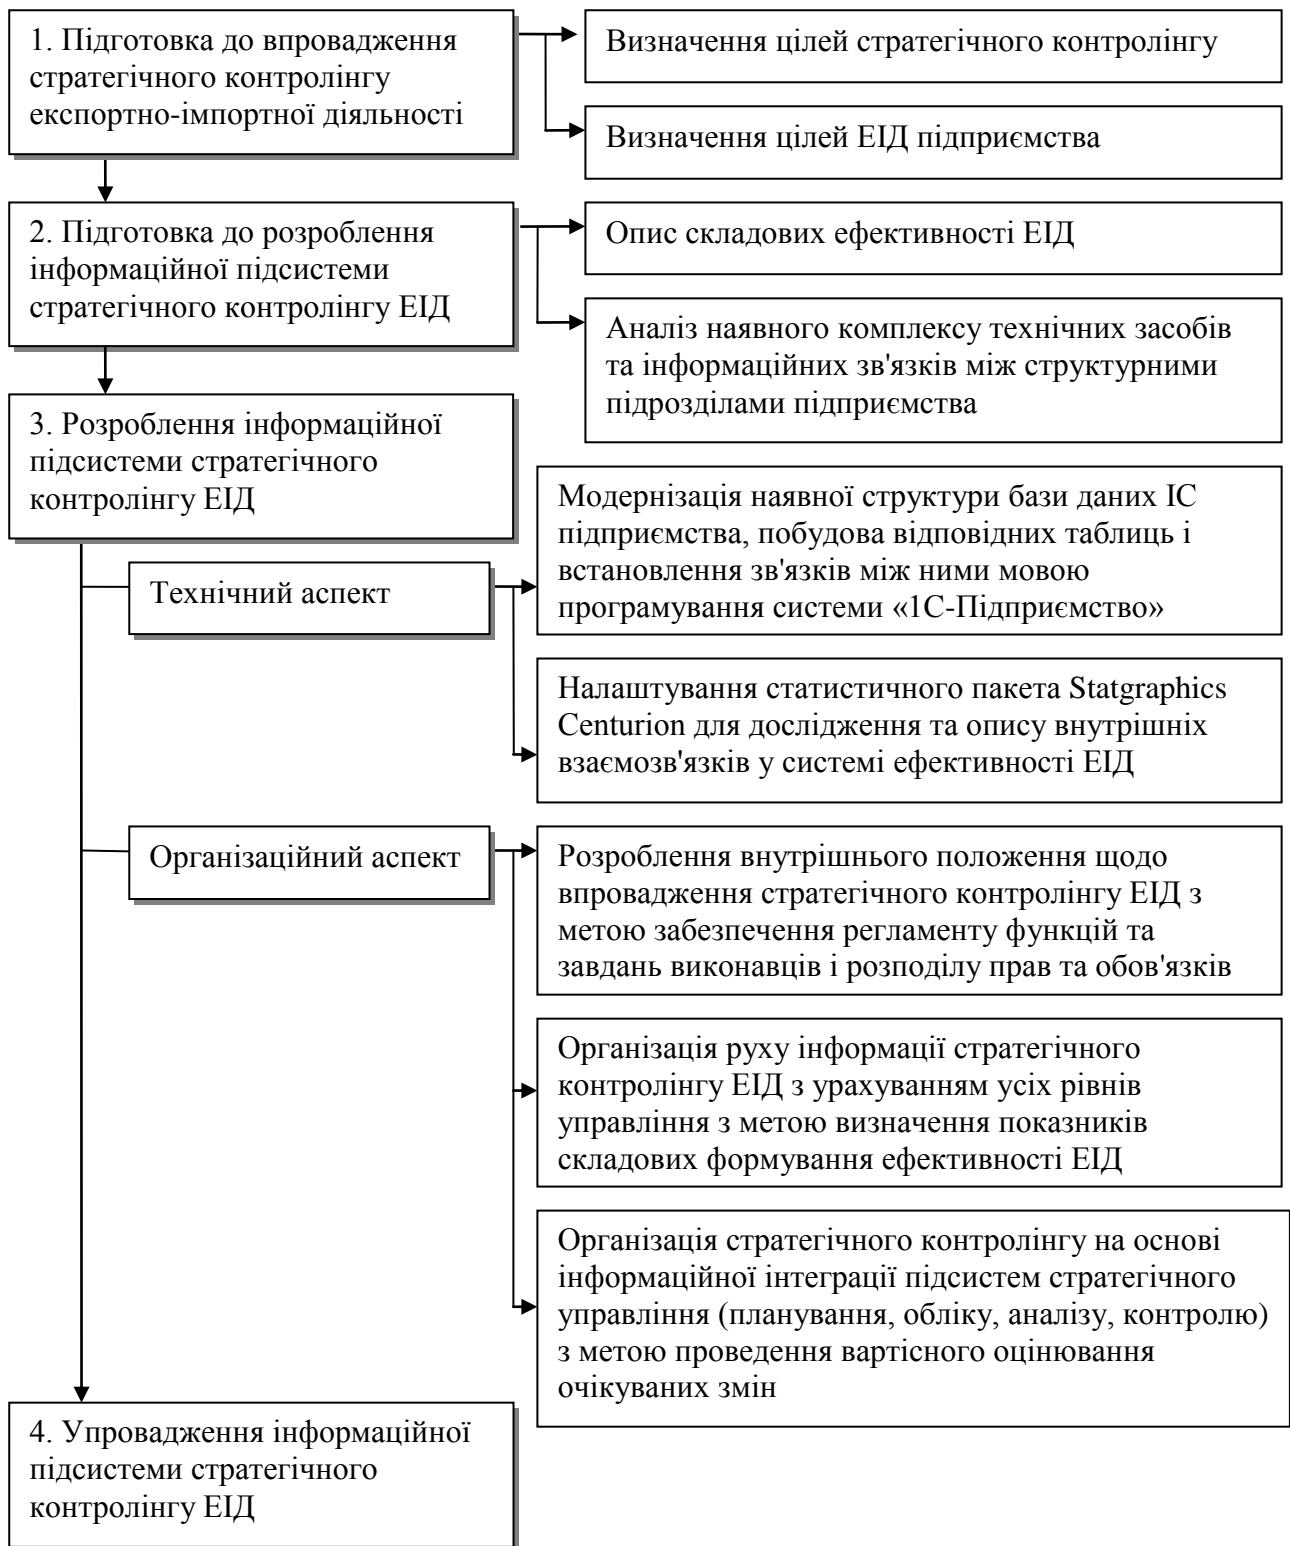 1. Підготовка до впровадження
стратегічного контролінгу
експортно-імпортної діяльності
Визначення цілей стратегічного контролінгу
Визначення цілей ЕІД підприємства
2. Підготовка до розроблення
інформаційної підсистеми
стратегічного контролінгу ЕІД
Опис складових ефективності ЕІД
Аналіз наявного комплексу технічних засобів
та інформаційних зв'язків між структурними
підрозділами підприємства
3. Розроблення інформаційної
підсистеми стратегічного
контролінгу ЕІД
Технічний аспект
Модернізація наявної структури бази даних ІС
підприємства, побудова відповідних таблиць і
встановлення зв'язків між ними мовою
програмування системи «1С-Підприємство»
Налаштування статистичного пакета Statgraphics
Centurion для дослідження та опису внутрішніх
взаємозв'язків у системі ефективності ЕІД
Організаційний аспект
Розроблення внутрішнього положення щодо
впровадження стратегічного контролінгу ЕІД з
метою забезпечення регламенту функцій та
завдань виконавців і розподілу прав та обов'язків
Організація руху інформації стратегічного
контролінгу ЕІД з урахуванням усіх рівнів
управління з метою визначення показників
складових формування ефективності ЕІД
Організація стратегічного контролінгу на основі
інформаційної інтеграції підсистем стратегічного
управління (планування, обліку, аналізу, контролю)
з метою проведення вартісного оцінювання
очікуваних змін
4. Упровадження інформаційної
підсистеми стратегічного
контролінгу ЕІД